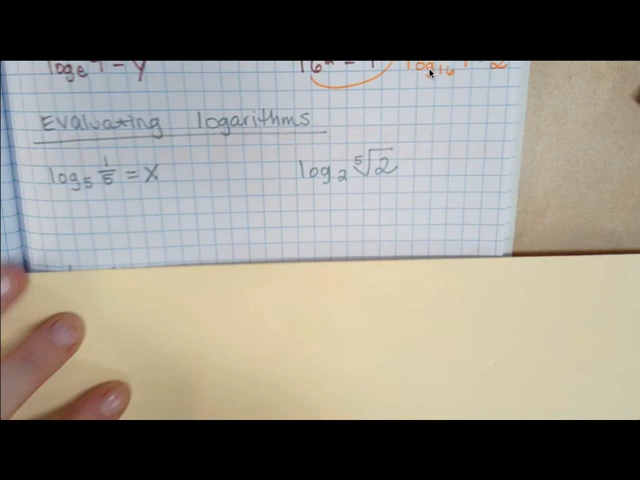 Evaluating logarithms
log₅ 1/5 = x
log₂ ⁵√2